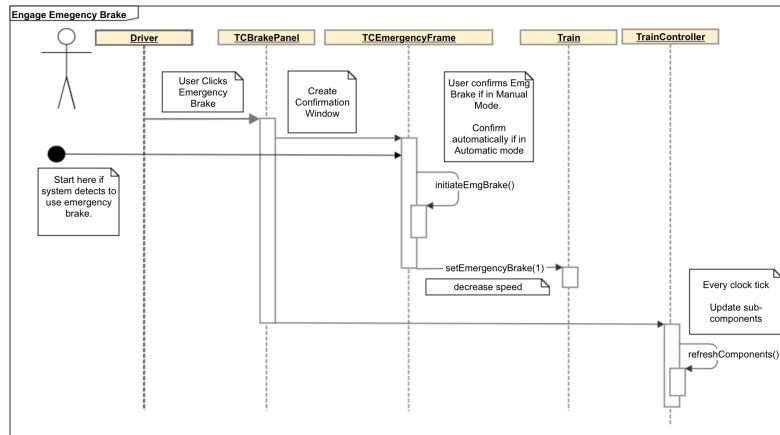 Engage Emegency Brake
Driver
TCBrakePanel
TCEmergencyFrame
Train
TrainController
User Clicks
Emergency
Brake
Create
Confirmation
Window
User confirms Emg
Brake if in Manual
Mode.
Confirm
automatically if in
Automatic mode
Start here if
system detects to
use emergency
brake.
initiateEmgBrake()
setEmergencyBrake(1)
decrease speed
Every clock tick
Update sub-
components
refreshComponents()